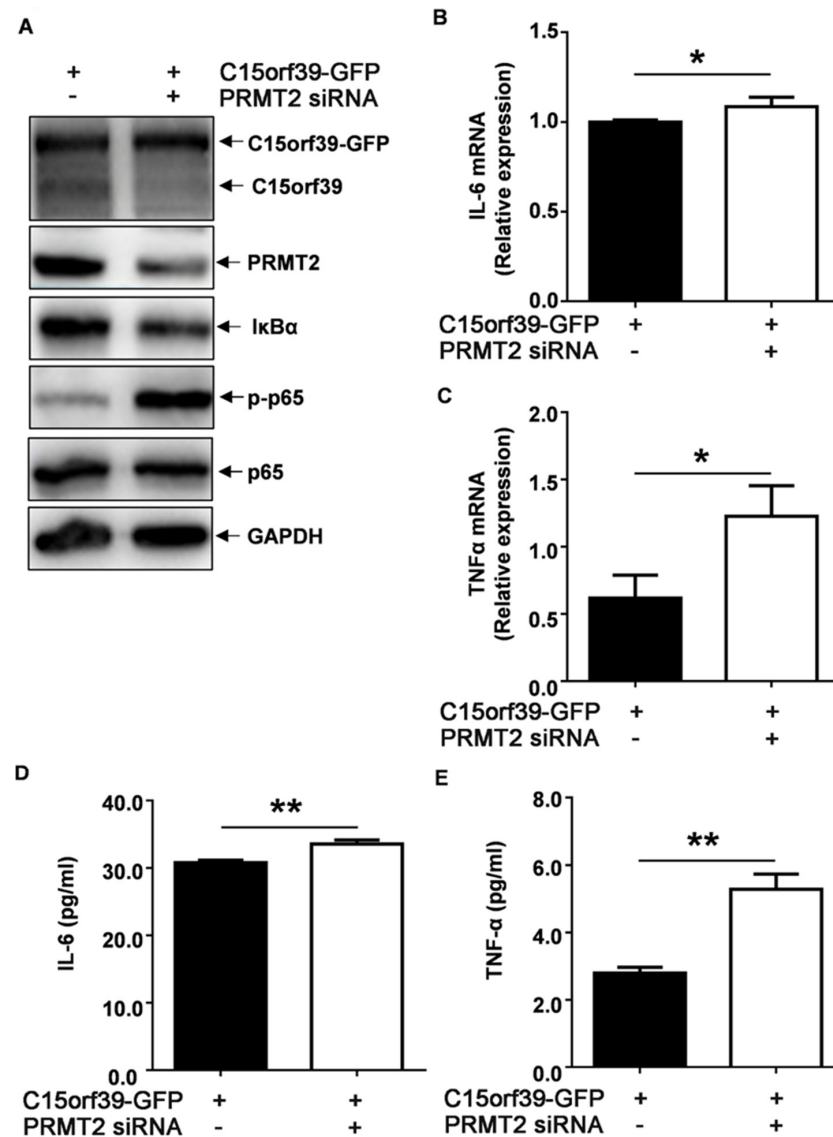 A
+ + C15orf39-GFP
- + PRMT2 siRNA
C15orf39-GFP
C15orf39
PRMT2
IκBα
p-p65
p65
GAPDH
B
IL-6 mRNA
(Relative expression)
1.5
1.0
0.5
0.0
*
C15orf39-GFP + +
PRMT2 siRNA - +
C
TNFα mRNA
(Relative expression)
2.0
1.5
1.0
0.5
0.0
*
C15orf39-GFP + +
PRMT2 siRNA - +
D
IL-6 (pg/ml)
40.0
30.0
20.0
10.0
0.0
**
C15orf39-GFP + +
PRMT2 siRNA - +
E
TNF-α (pg/ml)
8.0
6.0
4.0
2.0
0.0
**
C15orf39-GFP + +
PRMT2 siRNA - +